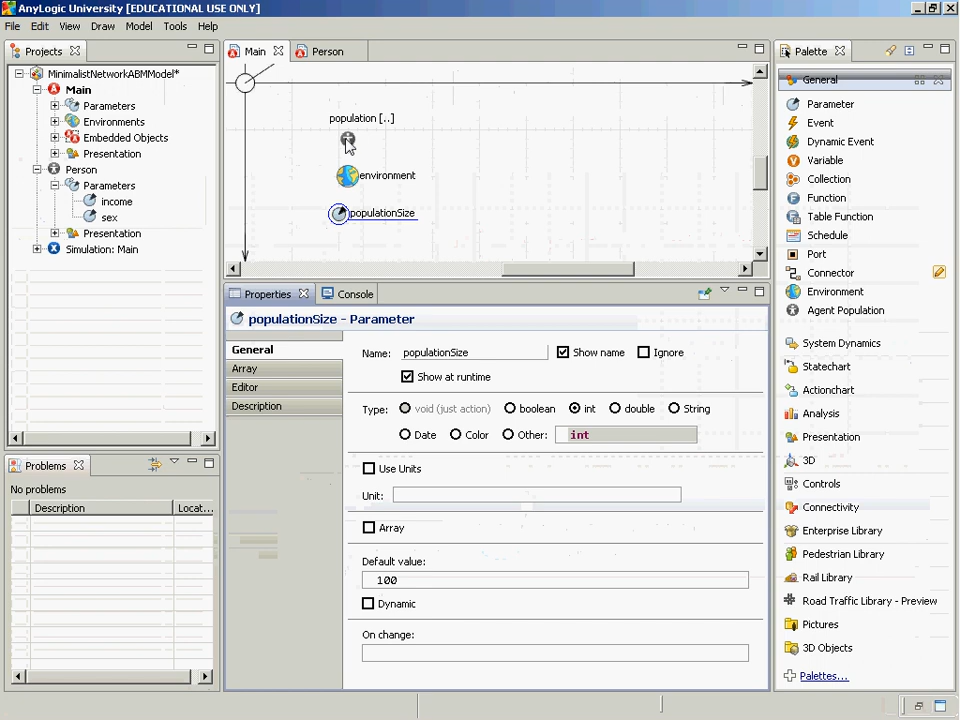 AnyLogic University [EDUCATIONAL USE ONLY]
File Edit View Draw Model Tools Help
Projects
MinimalistNetworkABMModel*
Main
Parameters
Environments
Embedded Objects
Presentation
Person
Parameters
income
sex
Presentation
Simulation: Main
Problems
No problems
Description Locat...
Main Person
population [..]
environment
populationSize
Properties Console
populationSize - Parameter
General
Array
Editor
Description
Name: populationSize Show name Ignore
Show at runtime
Type: void (just action) boolean int double String
Date Color Other: int
Use Units
Unit:
Array
Default value:
100
Dynamic
On change:
Palette
General
Parameter
Event
Dynamic Event
Variable
Collection
Function
Table Function
Schedule
Port
Connector
Environment
Agent Population
System Dynamics
Statechart
Actionchart
Analysis
Presentation
3D
Controls
Connectivity
Enterprise Library
Pedestrian Library
Rail Library
Road Traffic Library - Preview
Pictures
3D Objects
Palettes...